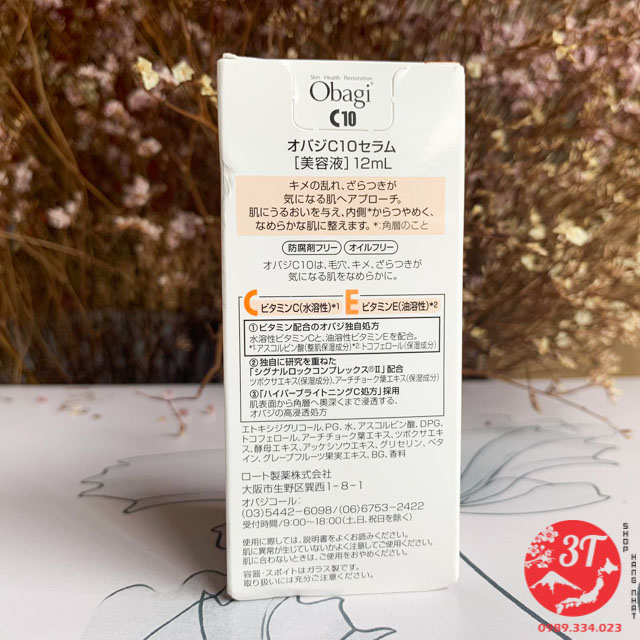 Skin Health Restoration
Obagi
C10
オバジC10セラム
[美容液] 12mL
キメの乱れ、ざらつきが
気になる肌へアプローチ。
肌にうるおいを与え、内側*からつやめく、
なめらかな肌に整えます。*:角層のこと
防腐剤フリー オイルフリー
オバジC10は、毛穴、キメ、ざらつきが
気になる肌をなめらかに。
C ビタミンC(水溶性)*1 E ビタミンE(油溶性)*2
①ビタミン配合のオバジ独自処方
水溶性ビタミンCと、油溶性ビタミンEを配合。
*1アスコルビン酸(整肌保湿成分)*2トコフェロール(保湿成分)
②独自に研究を重ねた
「シグナルロックコンプレックス®Ⅱ」配合
ツボクサエキス(保湿成分)、アーチチョーク葉エキス(保湿成分)
③「ハイパーブライトニングC処方」採用
肌表面から角層へ奥深くまで浸透する、
オバジの高浸透処方
エトキシジグリコール、PG、水、アスコルビン酸、DPG、
トコフェロール、アーチチョーク葉エキス、ツボクサエキ
ス、酵母エキス、アッケシソウエキス、グリセリン、ベタ
イン、グレープフルーツ果実エキス、BG、香料
ロート製薬株式会社
大阪市生野区巽西1-8-1
オバジコール:
(03)5442-6098/(06)6753-2422
受付時間/9:00~18:00(土、日、祝日を除く)
使用に際しては、説明書をよくお読みください。
肌に異常が生じていないかよく注意してご使用ください。
肌に合わないときは、ご使用をおやめください。
容器・スポイトはガラス製です。
取り扱いには充分ご注意ください。
3T
SHOP HANG NHAT
0989.334.023